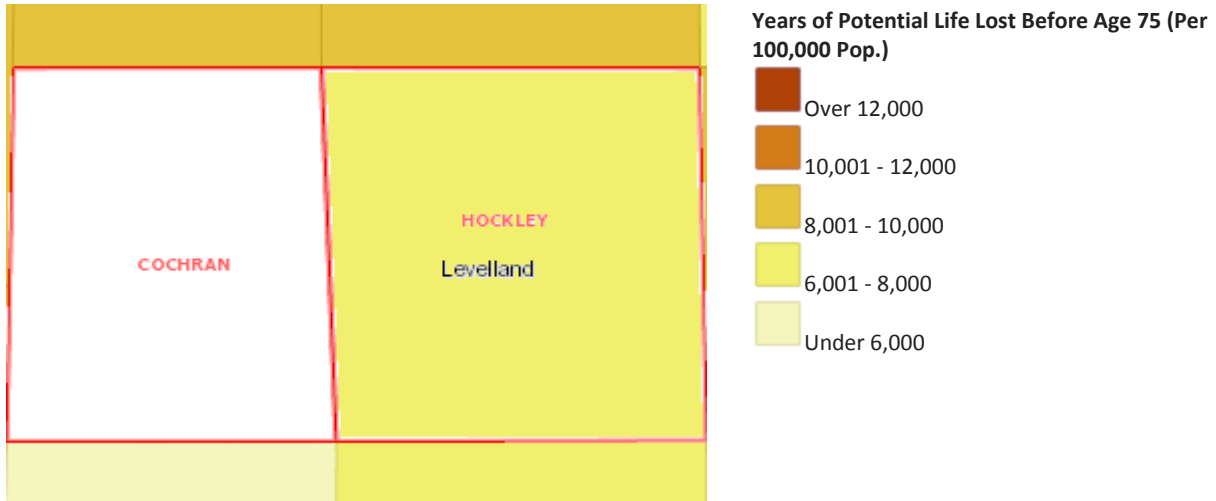 HOCKLEY
COCHRAN
Levelland
Years of Potential Life Lost Before Age 75 (Per
100,000 Pop.)
Over 12,000
10,001 - 12,000
8,001 - 10,000
6,001 - 8,000
Under 6,000